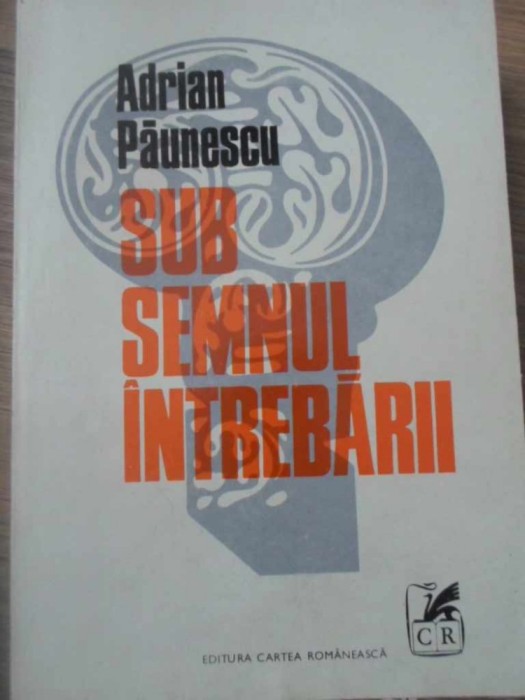 Adrian
Păunescu
SUB
SEMNUL
ÎNTREBĂRII
CR
EDITURA CARTEA ROMÂNEASCĂ